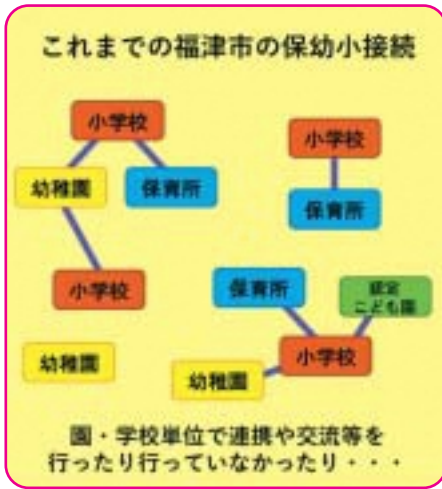 これまでの福津市の保幼小接続
小学校
小学校
幼稚園
保育所
保育所
小学校
保育所
認定
こども園
小学校
幼稚園
幼稚園
園・学校単位で連携や交流等を
行ったり行っていなかったり・・・